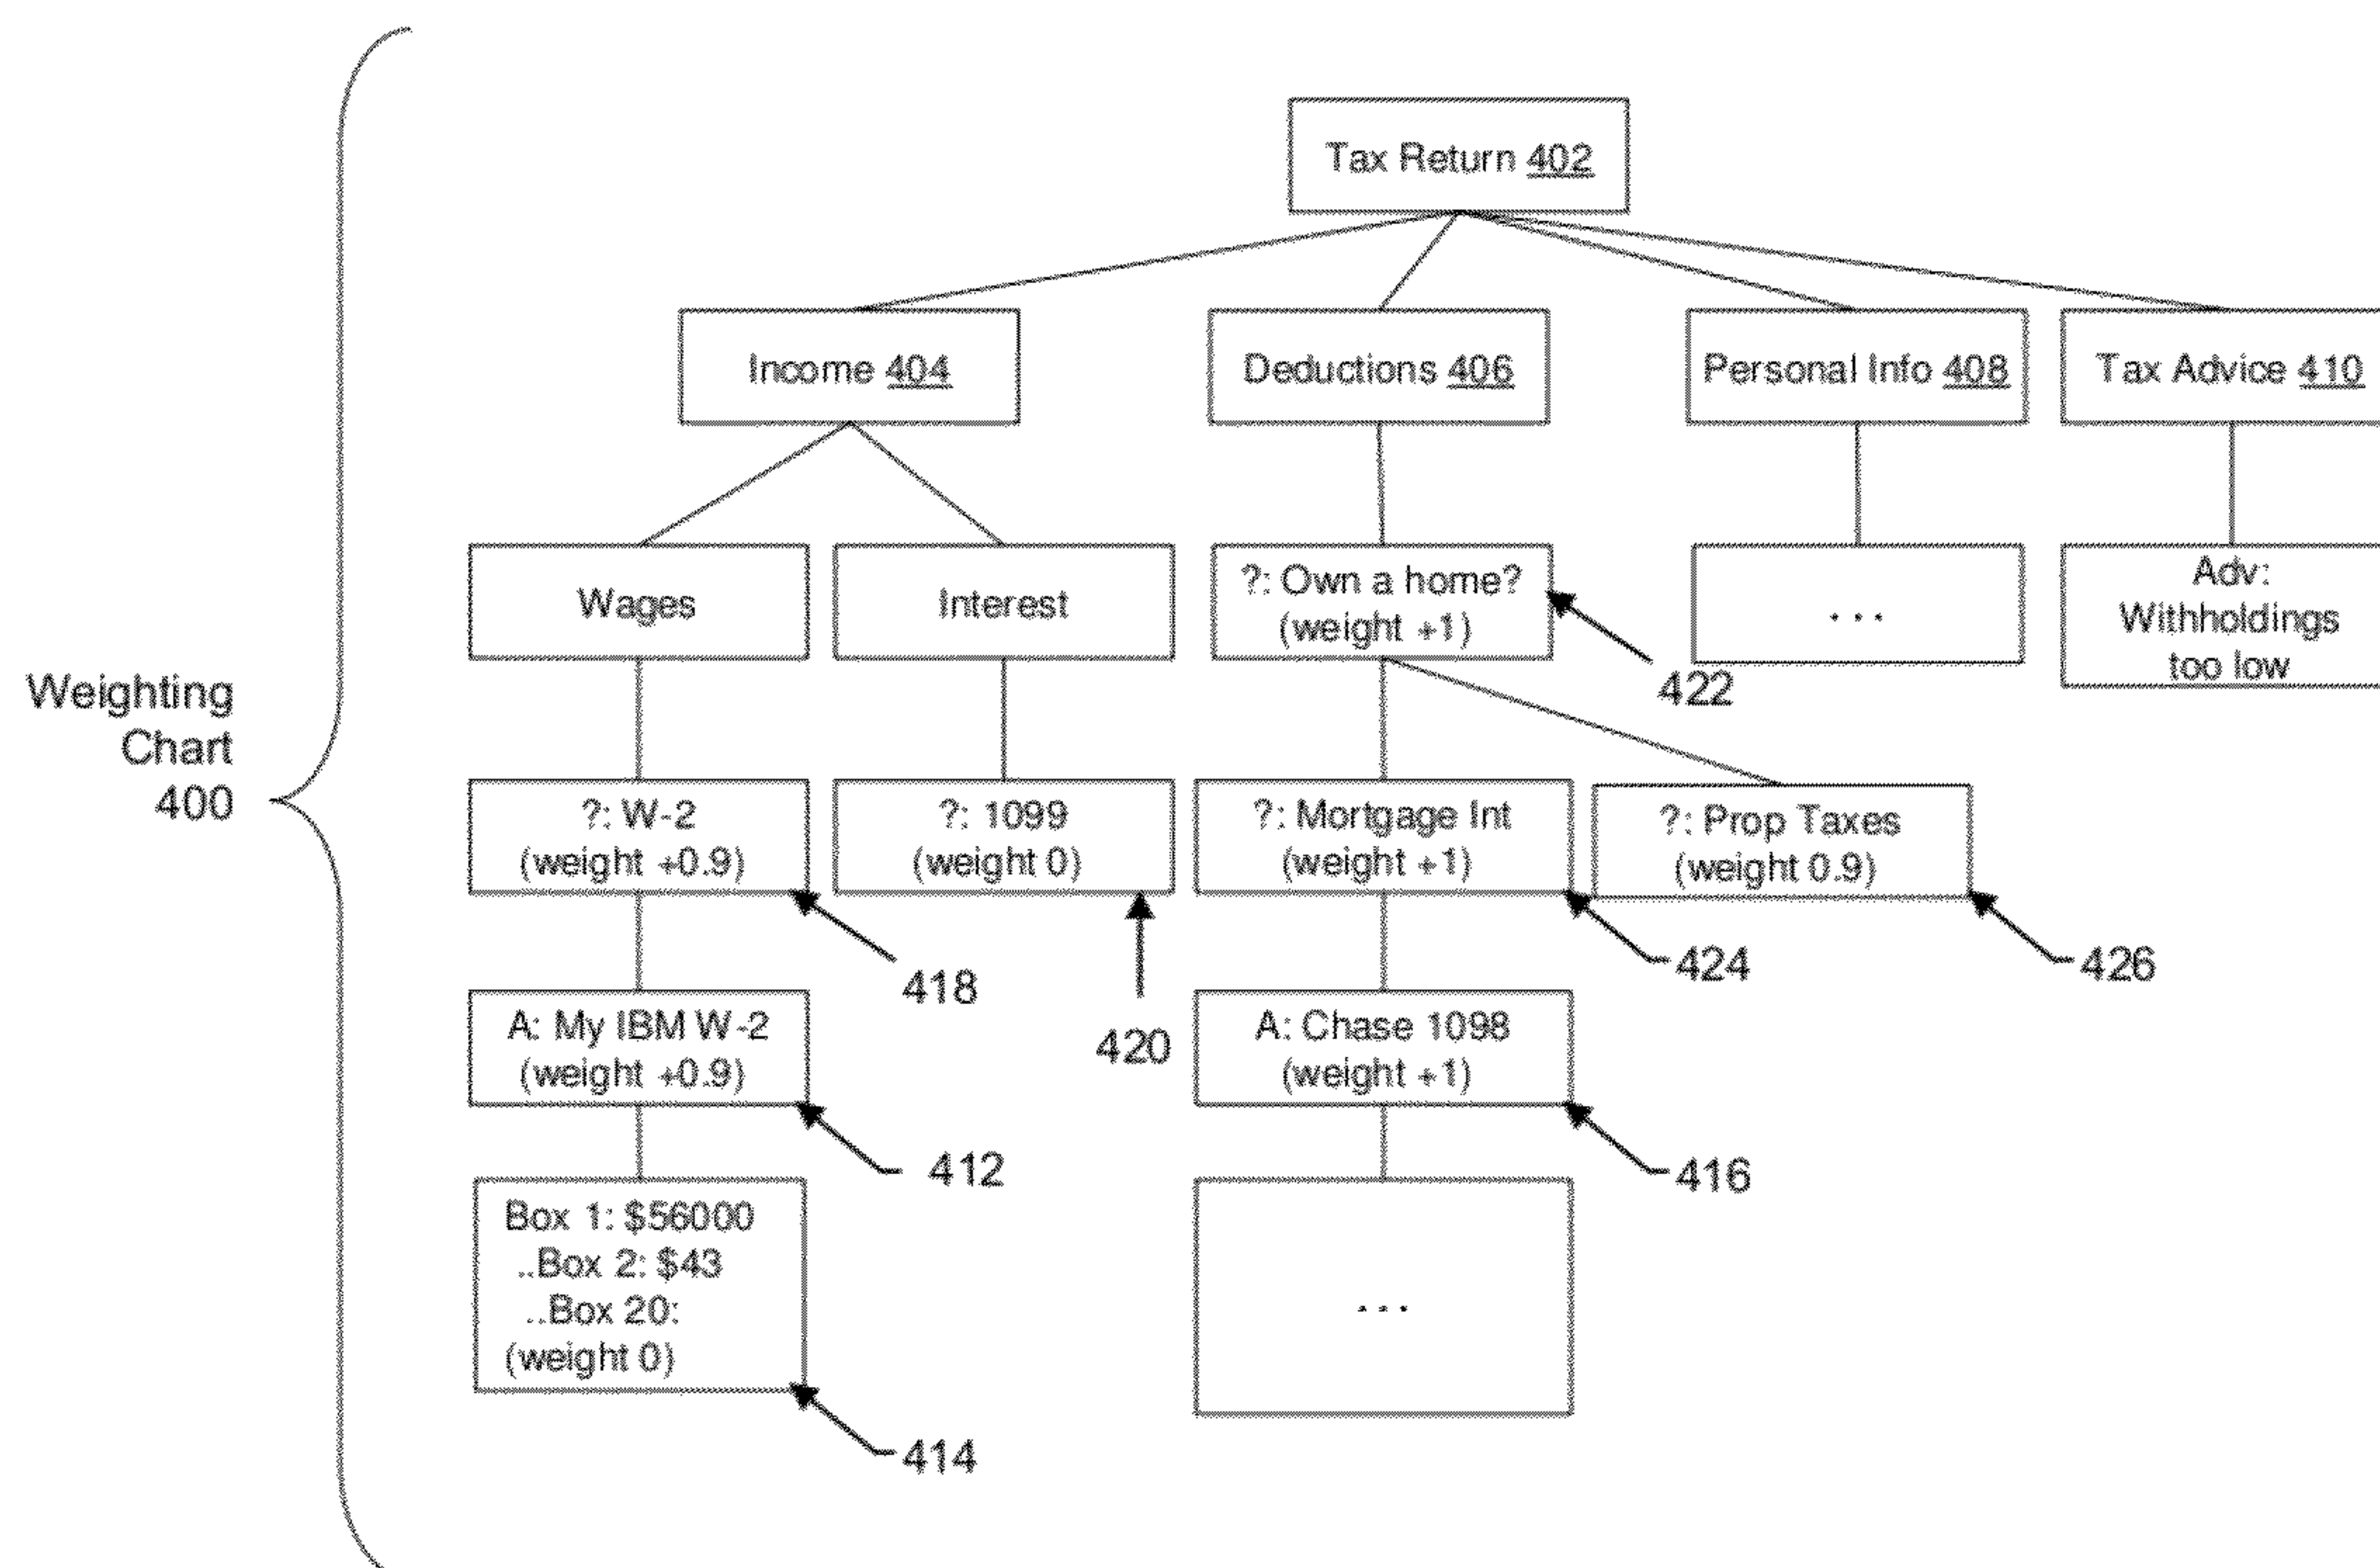 Tax Return 402
Income 404
Deductions 406
Personal Info 408
Tax Advice 410
Wages
Interest
?: Own a home?
(weight +1)
...
Adv:
Withholdings
too low
422
Weighting
Chart
400
?: W-2
(weight +0.9)
?: 1099
(weight 0)
?: Mortgage Int
(weight +1)
?: Prop Taxes
(weight 0.9)
418
420
424
426
A: My IBM W-2
(weight +0.9)
A: Chase 1098
(weight +1)
412
416
Box 1: $56000
..Box 2: $43
..Box 20:
(weight 0)
...
414